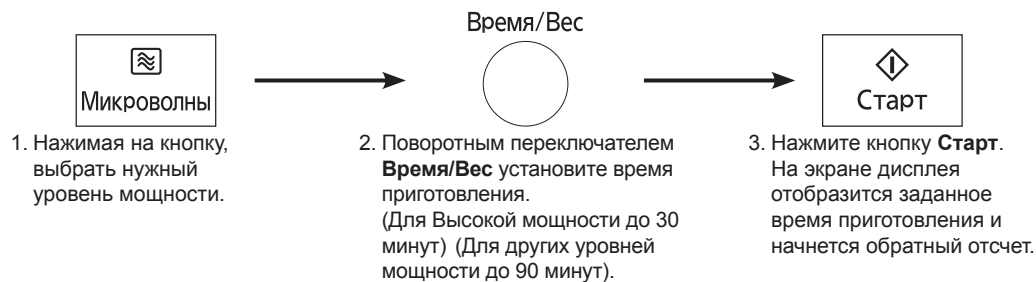 Время/Вес
Микроволны
Старт
1. Нажимая на кнопку,
выбрать нужный
уровень мощности.
2. Поворотным переключателем
Время/Вес установите время
приготовления.
(Для Высокой мощности до 30
минут) (Для других уровней
мощности до 90 минут).
3. Нажмите кнопку Старт.
На экране дисплея
отобразится заданное
время приготовления и
начнется обратный отсчет.